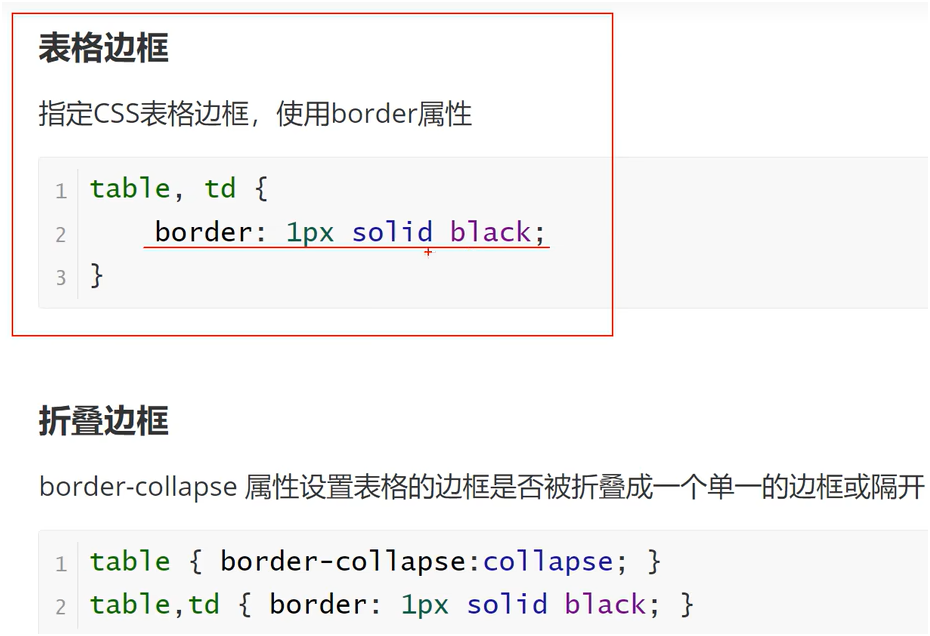 表格边框
指定CSS表格边框，使用border属性
1 table, td {
2     border: 1px solid black;
3 }
折叠边框
border-collapse 属性设置表格的边框是否被折叠成一个单一的边框或隔开
1 table { border-collapse:collapse; }
2 table,td { border: 1px solid black; }